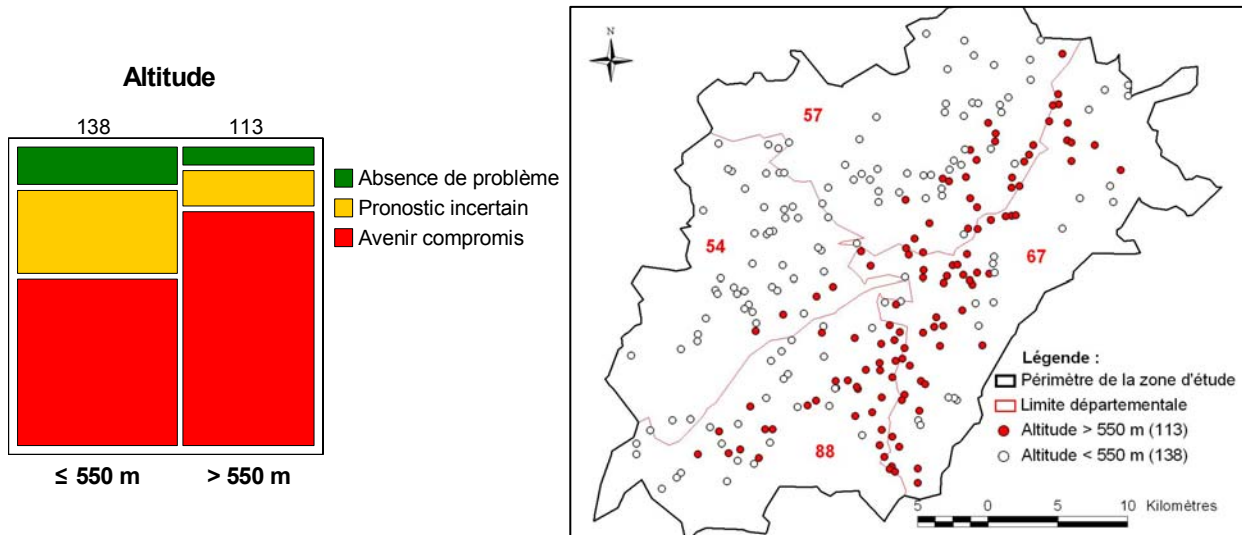 Altitude
138 113
Absence de problème
Pronostic incertain
Avenir compromis
≤ 550 m > 550 m
N
57
54
67
88
Légende :
Périmètre de la zone d'étude
Limite départementale
Altitude > 550 m (113)
Altitude < 550 m (138)
5 0 5 10 Kilomètres